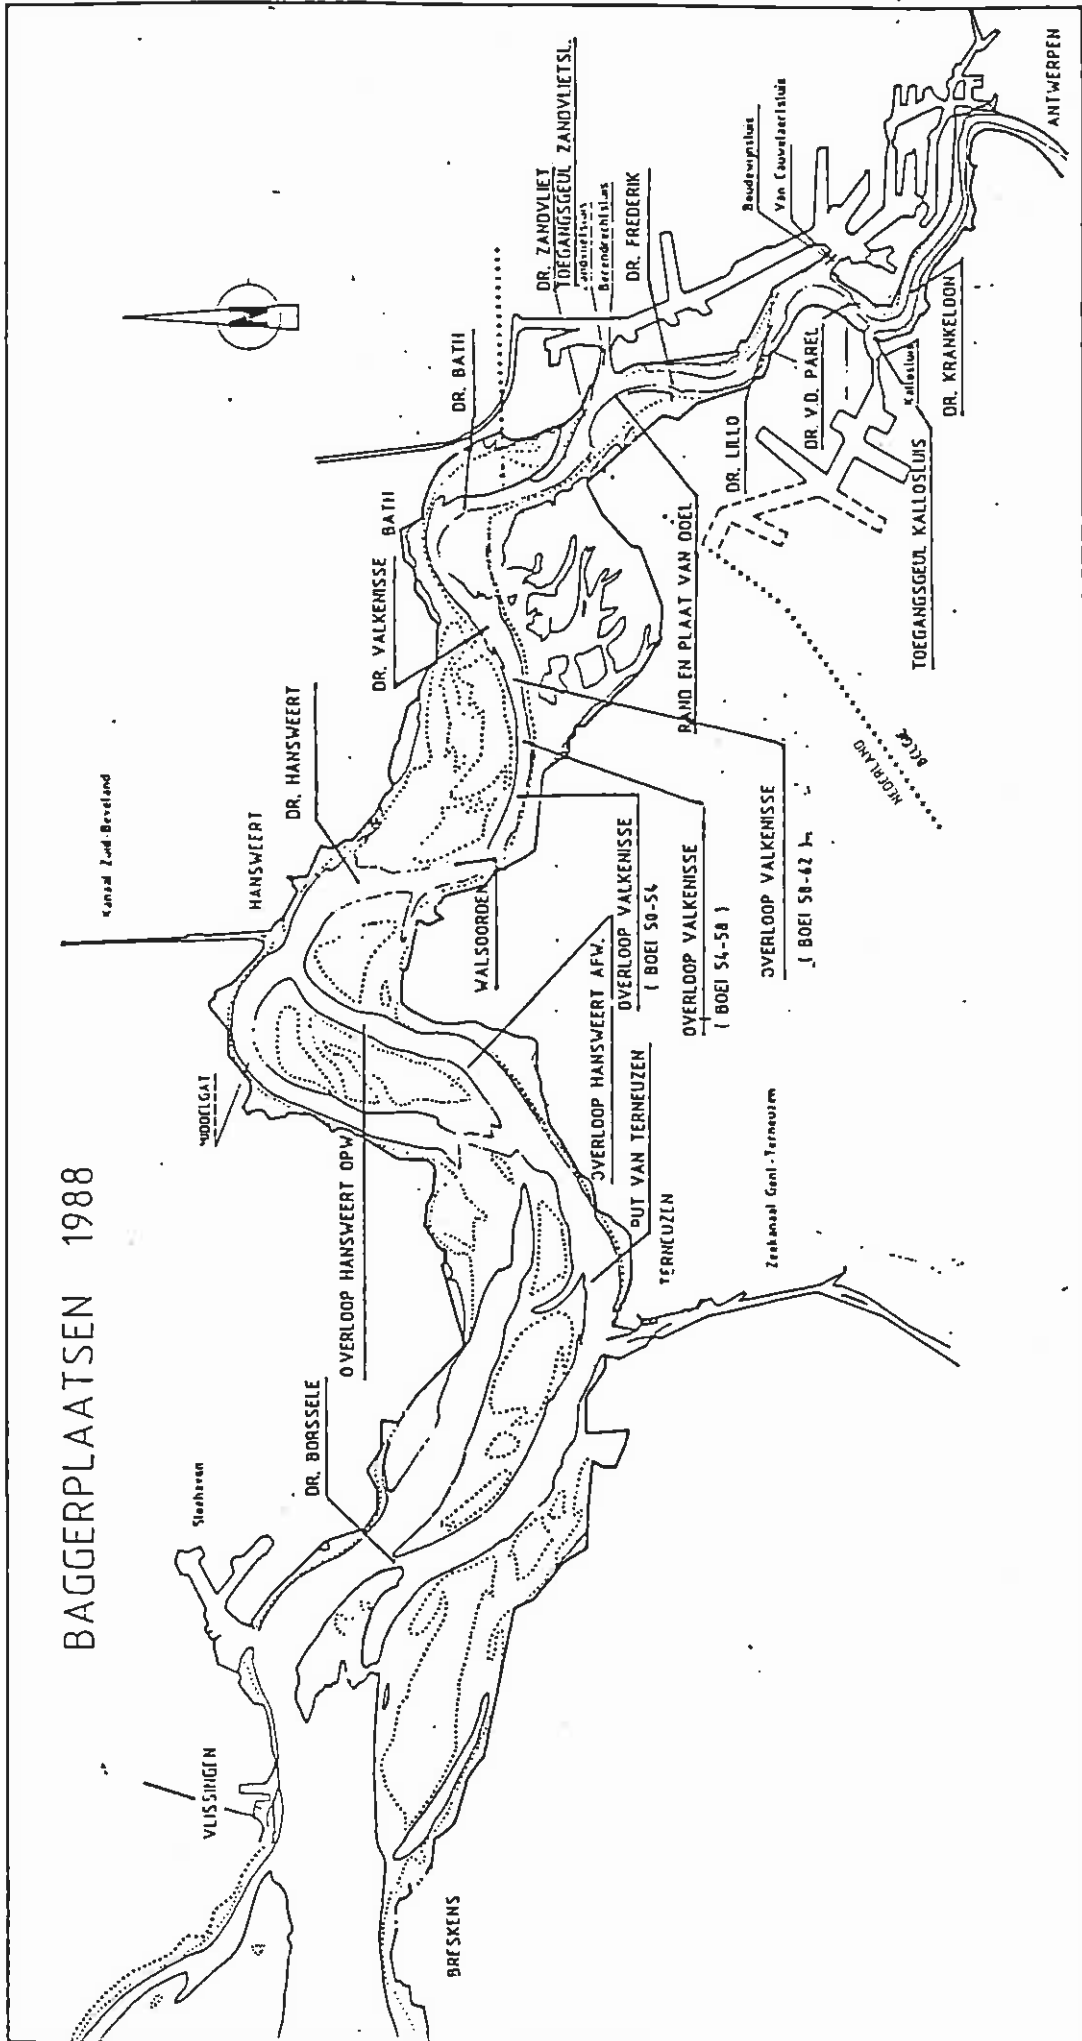 BAGGERPLAATSEN 1988
VLISSINGEN
BRESKENS
Sloehaven
DR. BORSSELE
OVERLOOP HANSWEERT OPW.
TERNEUZEN
PUT VAN TERNEUZEN
OVERLOOP HANSWEERT AFW.
Zeekanaal Gent-Terneuzen
HANSWEERT
Kanaal Zuid-Beveland
WALSOORDEN
OVERLOOP VALKENISSE
( BOEI 50-54
OVERLOOP VALKENISSE
( BOEI 54-58 )
OVERLOOP VALKENISSE
( BOEI 58-62 )
DR. HANSWEERT
DR. VALKENISSE
BATH
DR. BATH
RAND EN PLAAT VAN DOEL
NEDERLAND
BELGIE
DR. ZANDVLIET
TOEGANGSGEUL ZANDVLIETSL.
Zandvlietsluis
Berendrechtsluis
DR. FREDERIK
DR. LILLO
DR. V.D. PAREL
TOEGANGSGEUL KALLOSLUIS
Kallosluis
DR. KRANKELOON
Boudewijnsluis
Van Cauwelaertsluis
ANTWERPEN